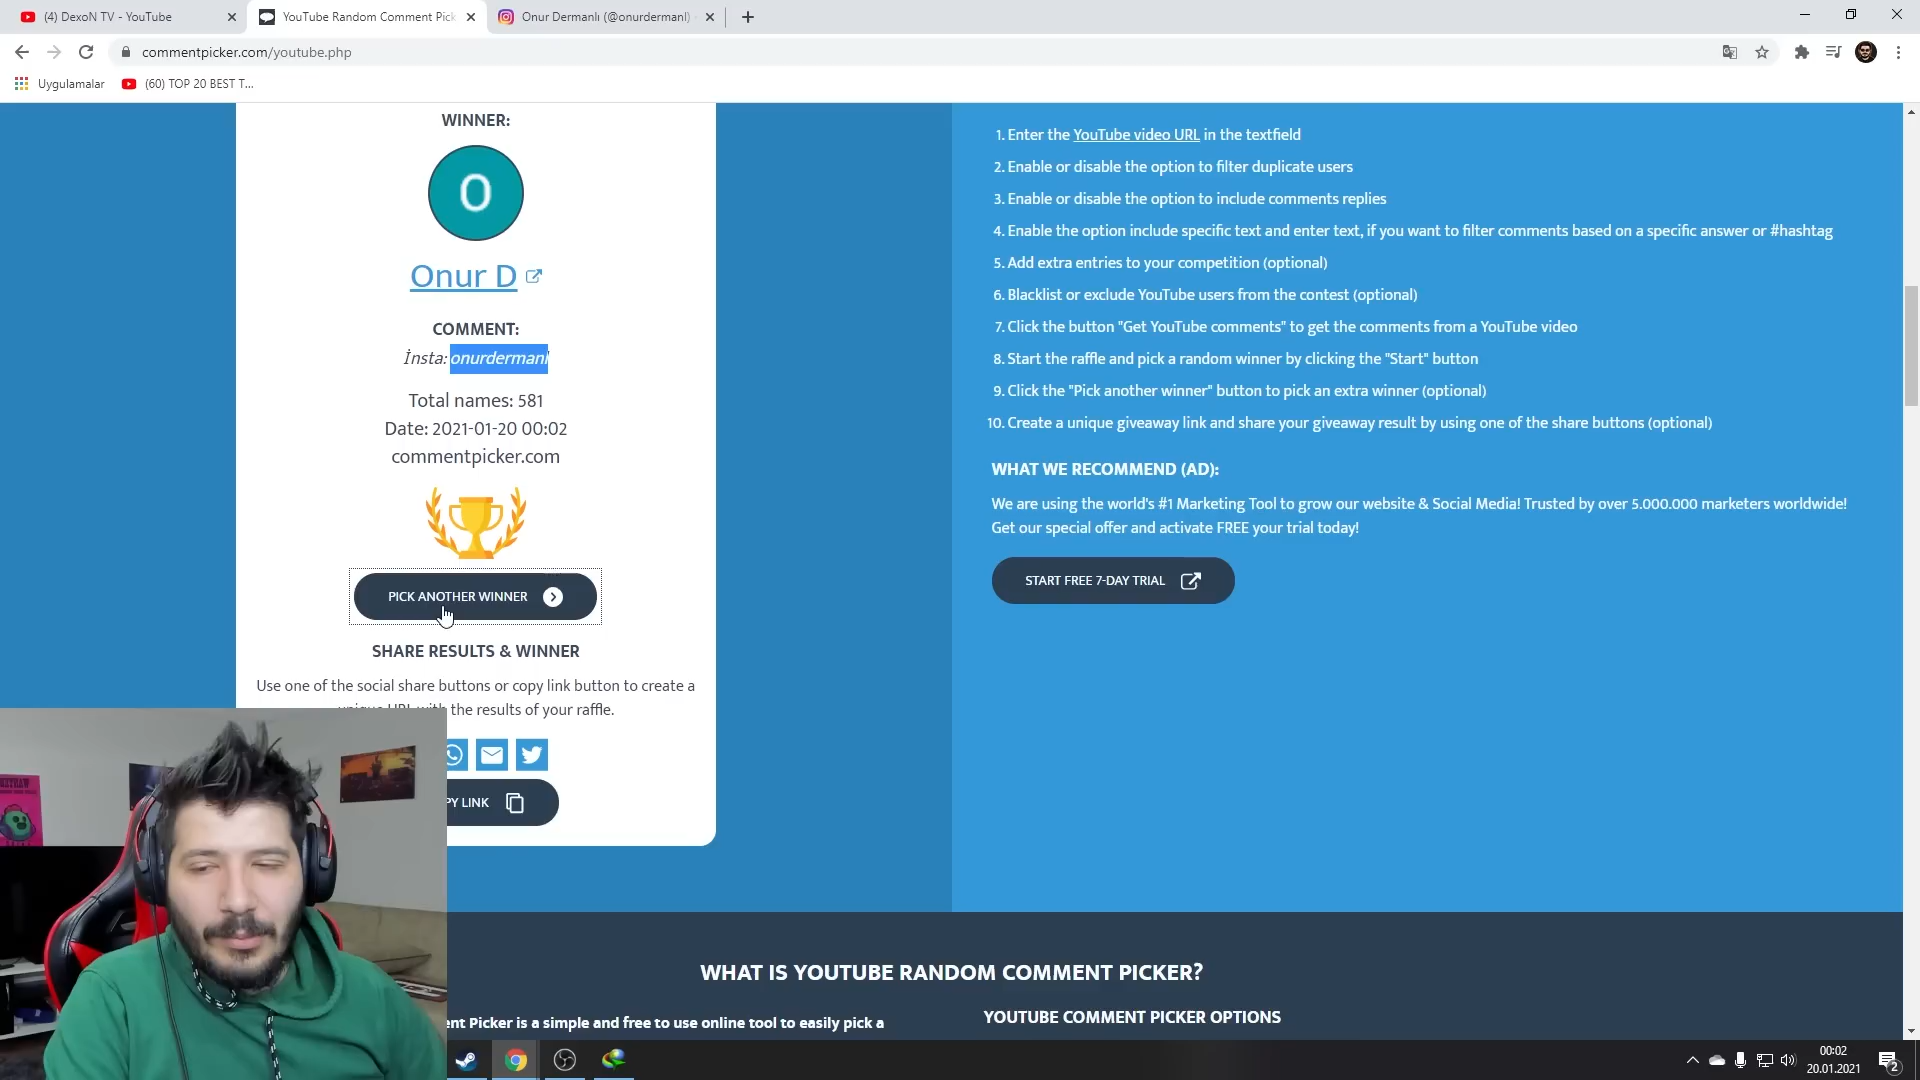 (4) DexoN TV - YouTube
YouTube Random Comment Pick
Onur Dermanlı (@onurdermanl)
commentpicker.com/youtube.php
Uygulamalar
(60) TOP 20 BEST T...
WINNER:
O
Onur D
COMMENT:
İnsta: onurdermanl
Total names: 581
Date: 2021-01-20 00:02
commentpicker.com
PICK ANOTHER WINNER
SHARE RESULTS & WINNER
Use one of the social share buttons or copy link button to create a
unique URL with the results of your raffle.
PY LINK
1. Enter the YouTube video URL in the textfield
2. Enable or disable the option to filter duplicate users
3. Enable or disable the option to include comments replies
4. Enable the option include specific text and enter text, if you want to filter comments based on a specific answer or #hashtag
5. Add extra entries to your competition (optional)
6. Blacklist or exclude YouTube users from the contest (optional)
7. Click the button "Get YouTube comments" to get the comments from a YouTube video
8. Start the raffle and pick a random winner by clicking the "Start" button
9. Click the "Pick another winner" button to pick an extra winner (optional)
10. Create a unique giveaway link and share your giveaway result by using one of the share buttons (optional)
WHAT WE RECOMMEND (AD):
We are using the world's #1 Marketing Tool to grow our website & Social Media! Trusted by over 5.000.000 marketers worldwide!
Get our special offer and activate FREE your trial today!
START FREE 7-DAY TRIAL
WHAT IS YOUTUBE RANDOM COMMENT PICKER?
ent Picker is a simple and free to use online tool to easily pick a
YOUTUBE COMMENT PICKER OPTIONS
00:02
20.01.2021
2